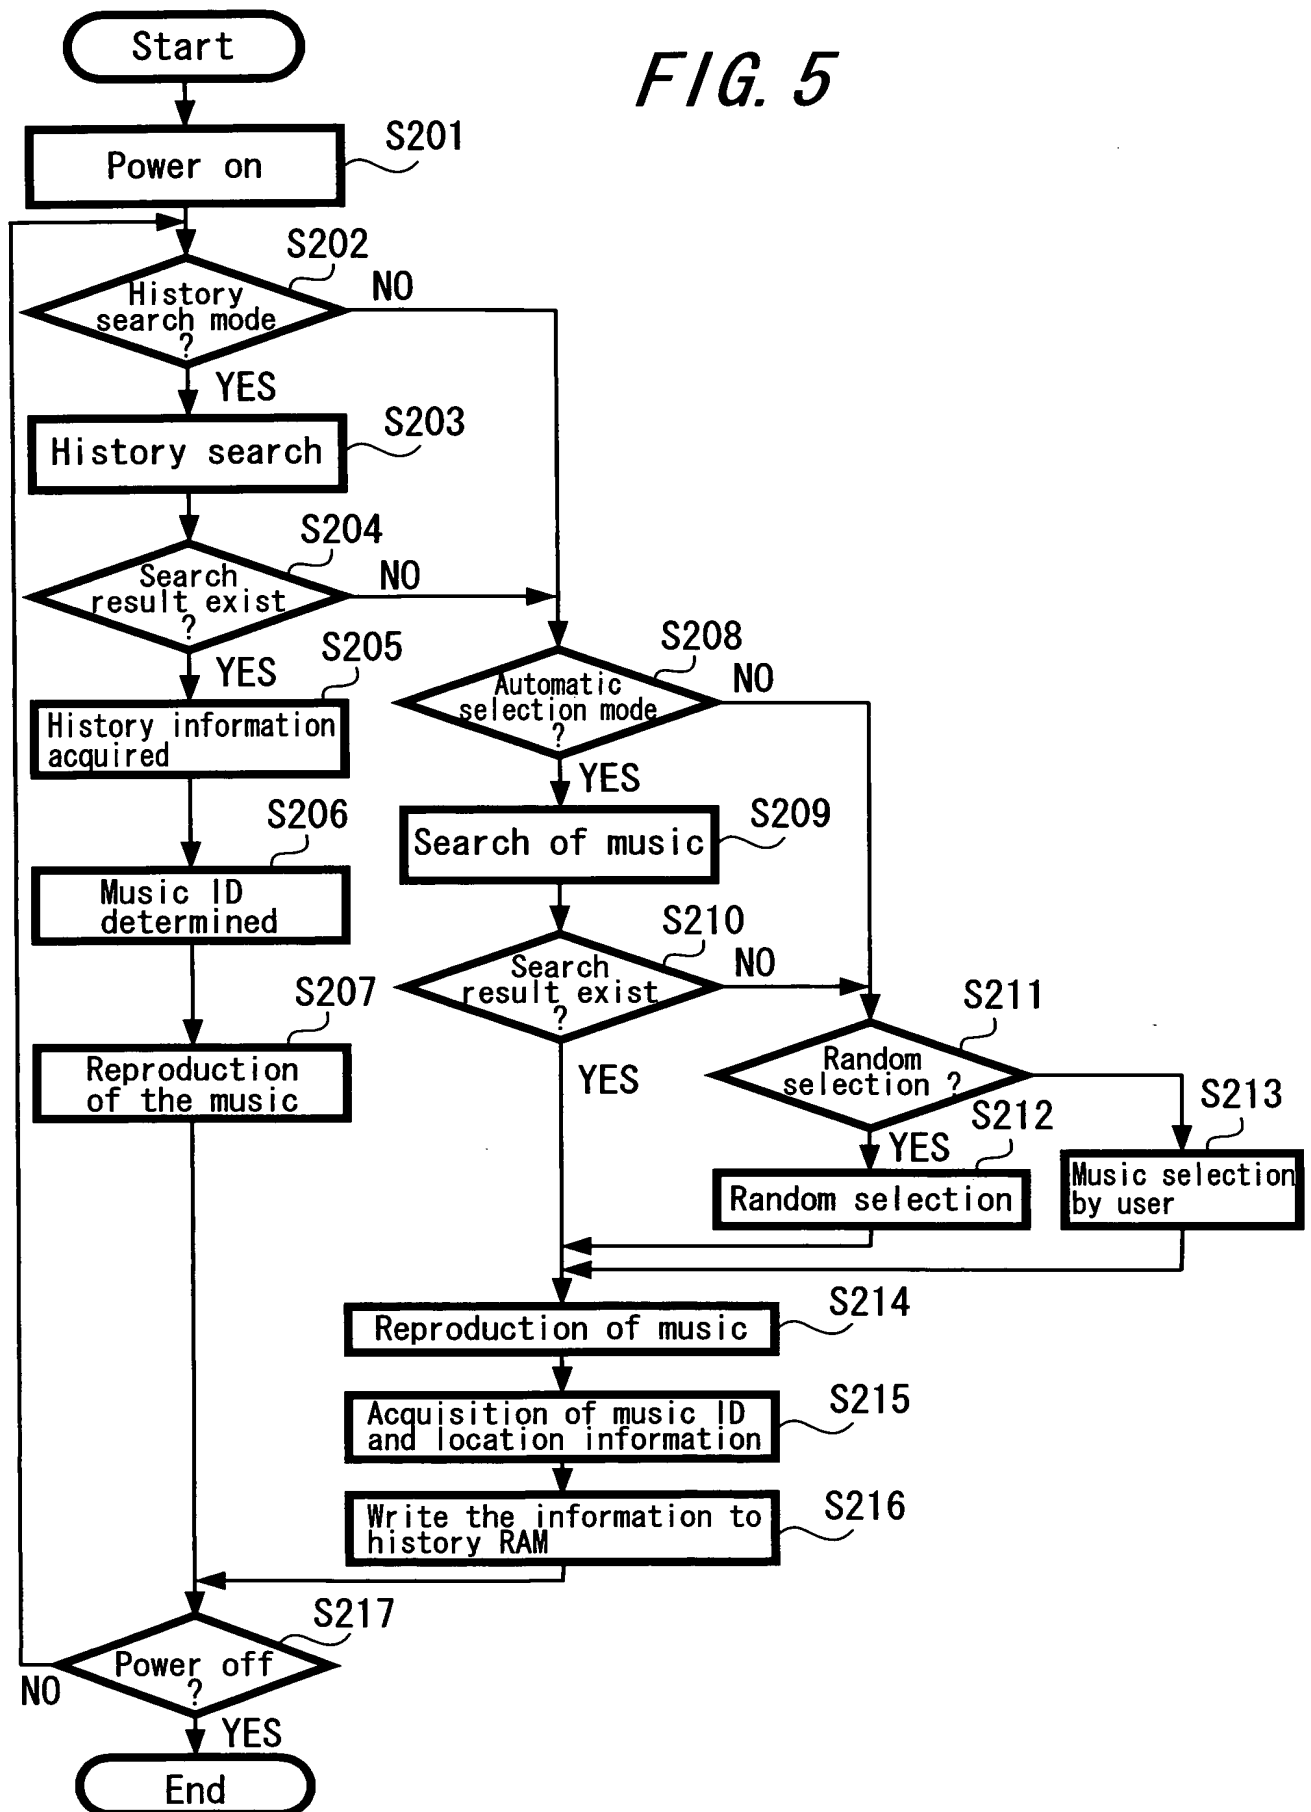 Start
FIG. 5
S201
Power on
S202
History
search mode
?
NO
YES
S203
History search
S204
Search
result exist
?
NO
YES
S205
History information
acquired
S206
Music ID
determined
S207
Reproduction
of the music
S208
Automatic
selection mode
?
NO
YES
S209
Search of music
S210
Search
result exist
?
NO
YES
S211
Random
selection ?
YES
S212
Random selection
S213
Music selection
by user
S214
Reproduction of music
S215
Acquisition of music ID
and location information
S216
Write the information to
history RAM
S217
Power off
?
NO
YES
End